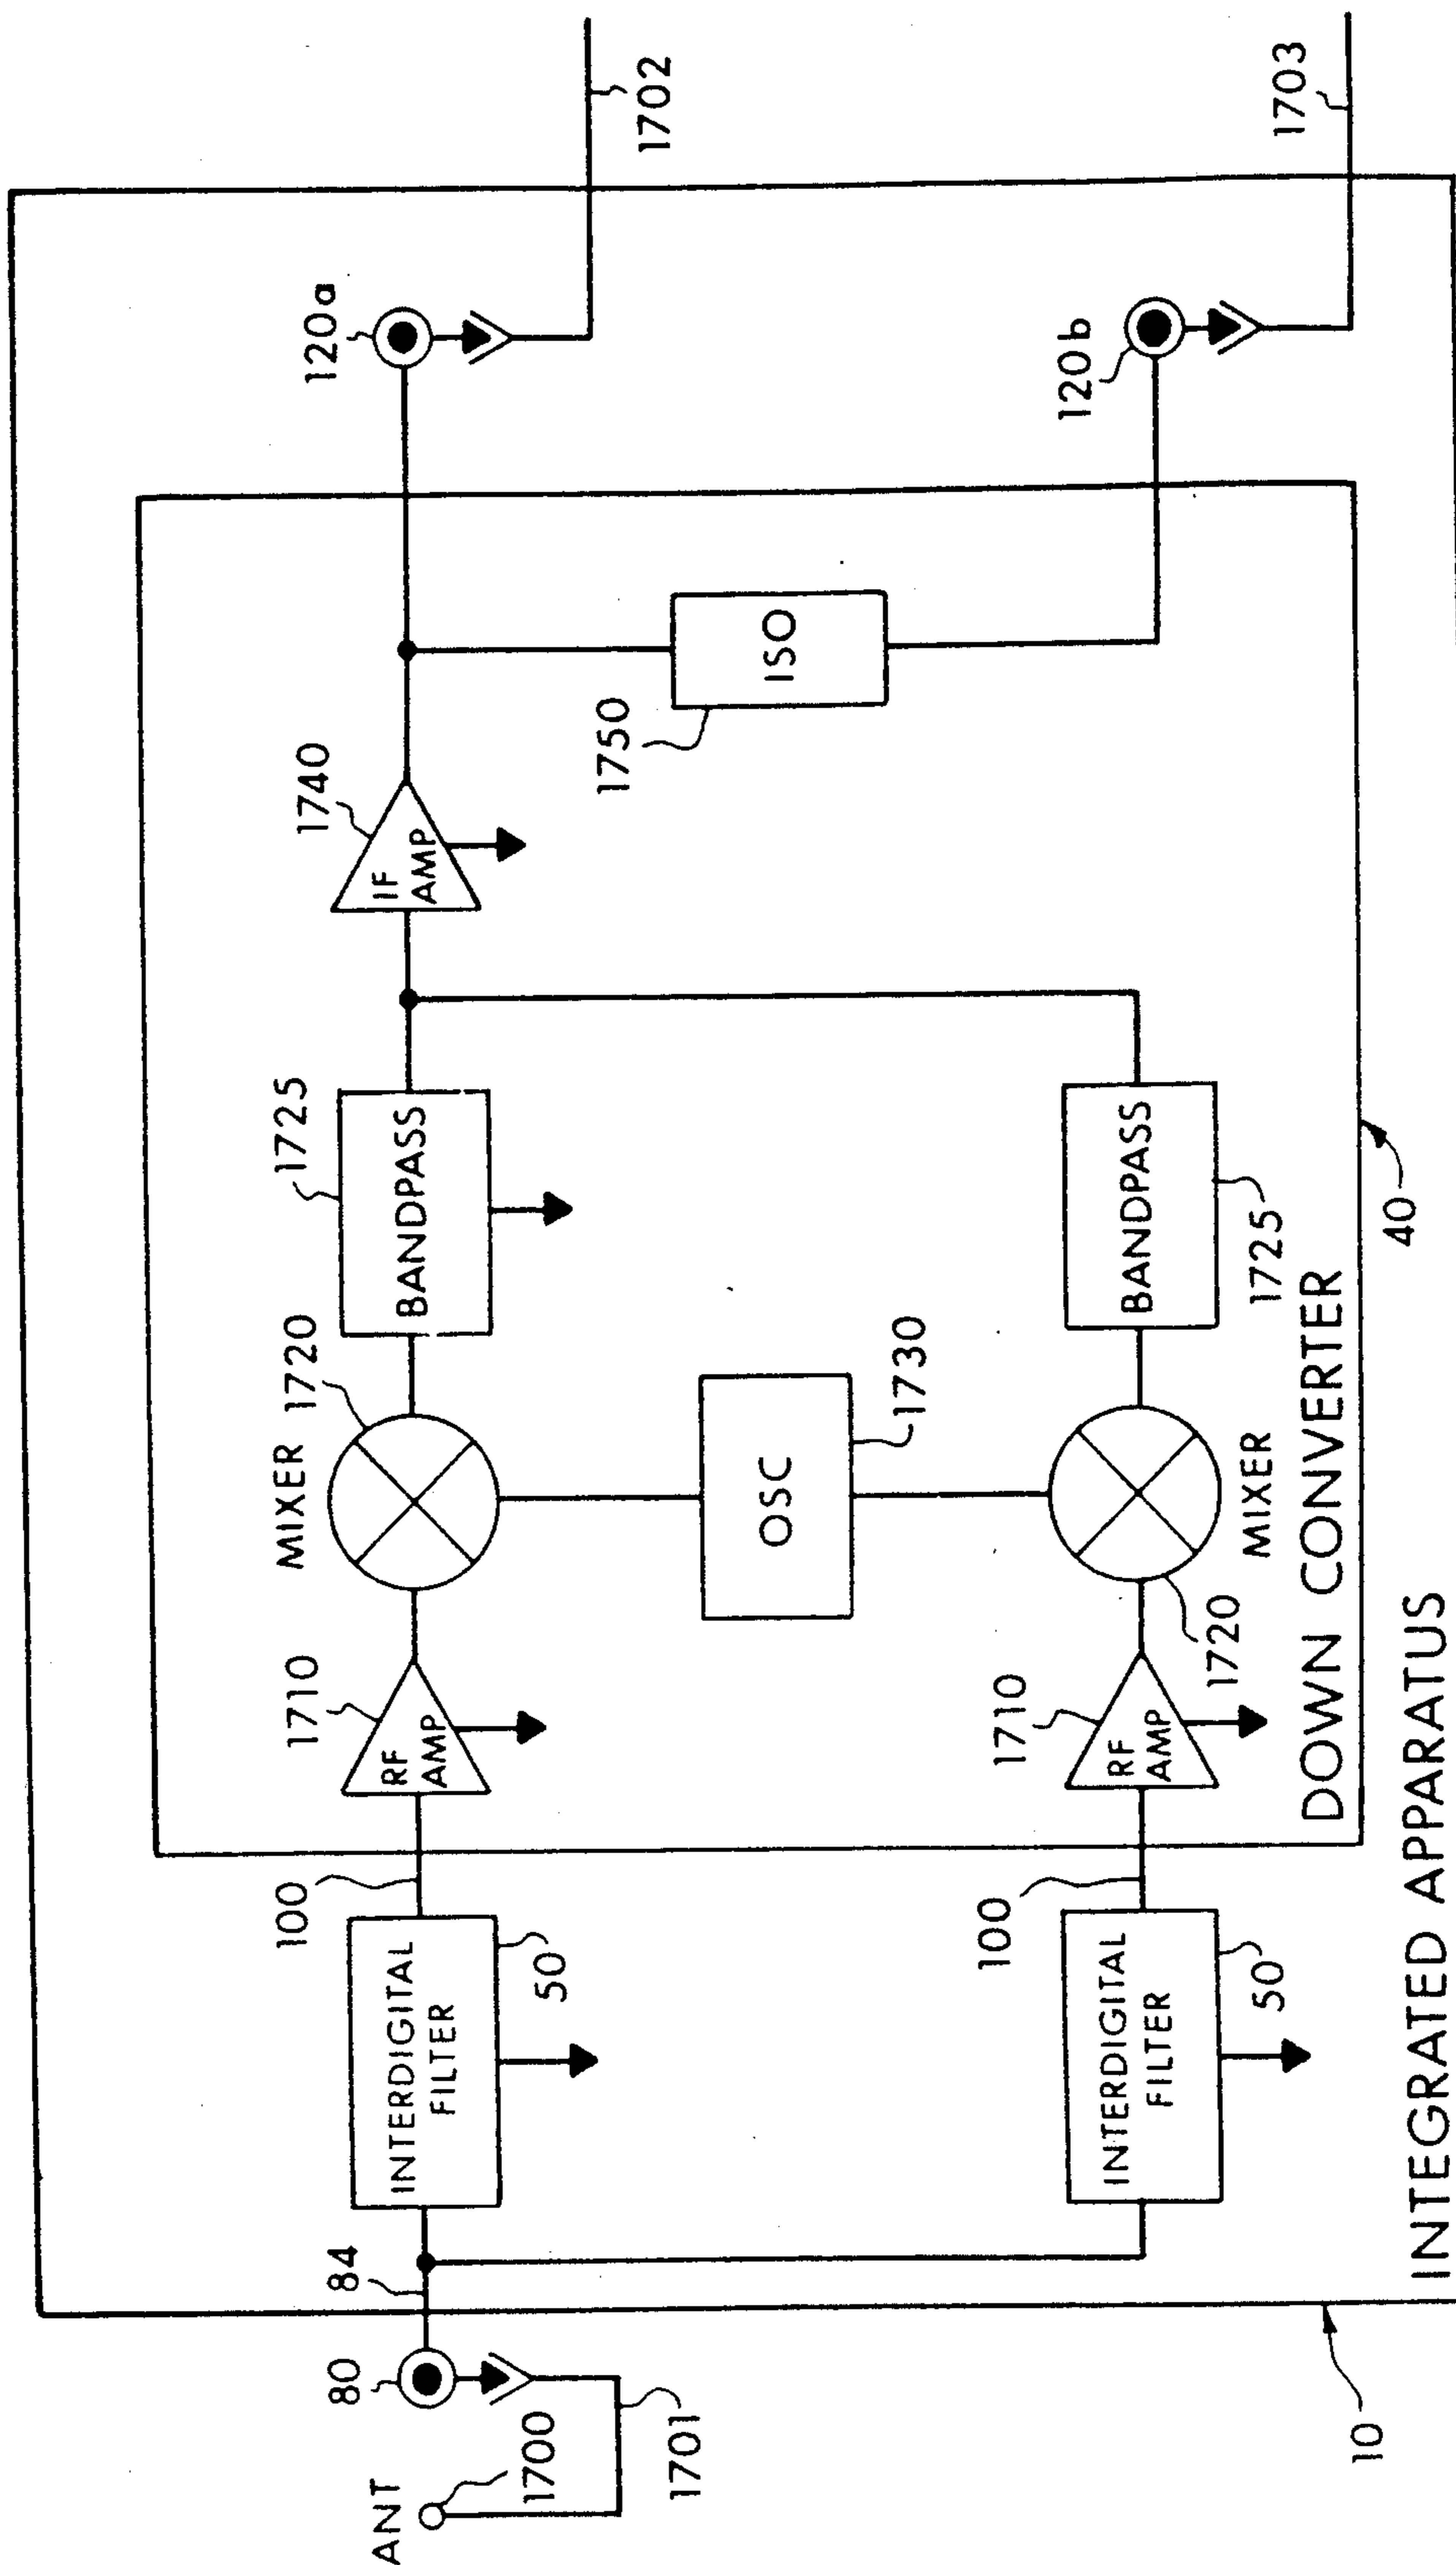 ANT
1700
1701
80
84
INTERDIGITAL
FILTER
50
100
RF
AMP
1710
MIXER
1720
BANDPASS
1725
IF
AMP
1740
120a
1702
OSC
1730
ISO
1750
INTERDIGITAL
FILTER
50
100
RF
AMP
1710
MIXER
1720
BANDPASS
1725
120b
1703
DOWN CONVERTER
40
INTEGRATED APPARATUS
10